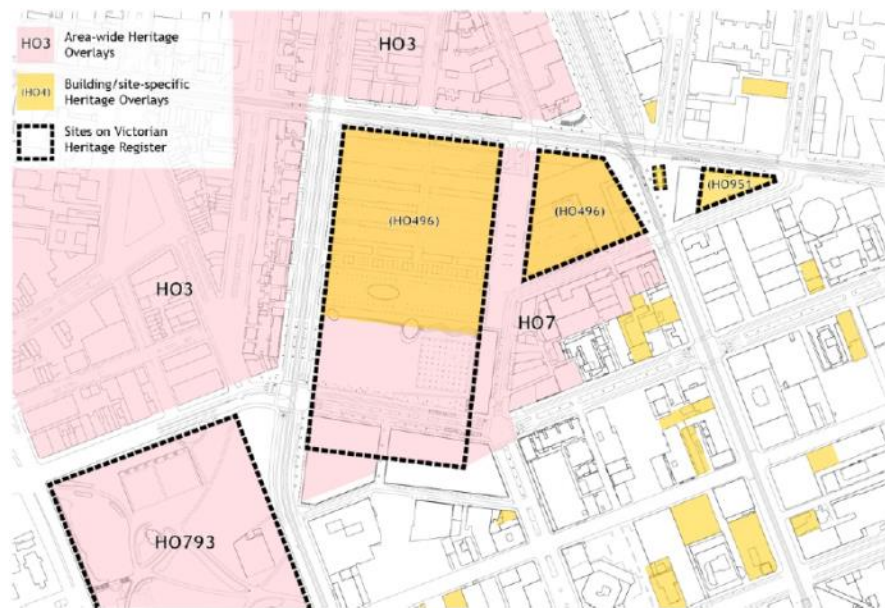 HO3 Area-wide Heritage
Overlays
(HO4) Building/site-specific
Heritage Overlays
Sites on Victorian
Heritage Register
HO3
(HO496)
(HO496)
(HO951
HO3
HO7
HO793